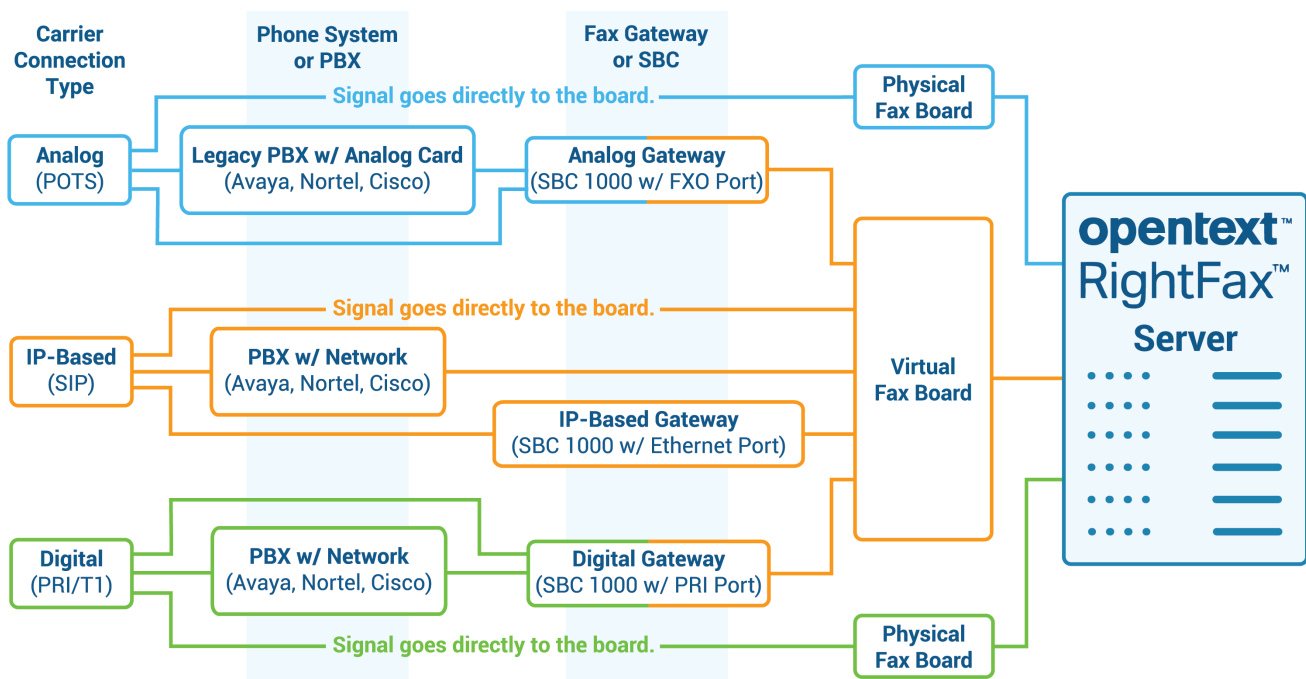 Carrier
Connection
Type
Phone System
or PBX
Fax Gateway
or SBC
Signal goes directly to the board.
Physical
Fax Board
Analog
(POTS)
Legacy PBX w/ Analog Card
(Avaya, Nortel, Cisco)
Analog Gateway
(SBC 1000 w/ FXO Port)
opentext™
RightFax™
Server
Signal goes directly to the board.
IP-Based
(SIP)
PBX w/ Network
(Avaya, Nortel, Cisco)
Virtual
Fax Board
IP-Based Gateway
(SBC 1000 w/ Ethernet Port)
Digital
(PRI/T1)
PBX w/ Network
(Avaya, Nortel, Cisco)
Digital Gateway
(SBC 1000 w/ PRI Port)
Signal goes directly to the board.
Physical
Fax Board